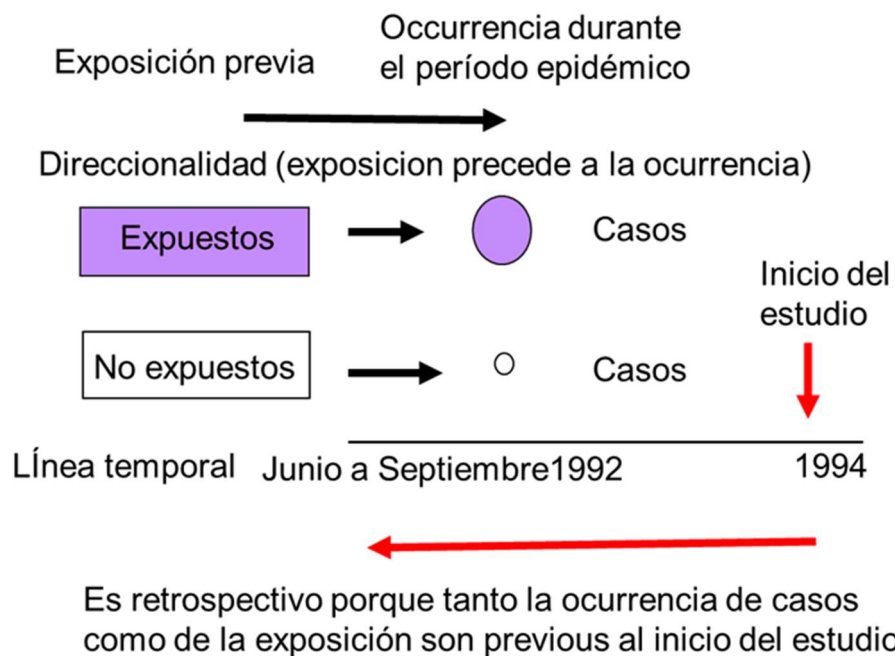 Exposición previa
Occurrencia durante
el período epidémico
Direccionalidad (exposicion precede a la ocurrencia)
Expuestos
Casos
Inicio del
estudio
No expuestos
Casos
LÍnea temporal
Junio a Septiembre1992
1994
Es retrospectivo porque tanto la ocurrencia de casos
como de la exposición son previous al inicio del estudio